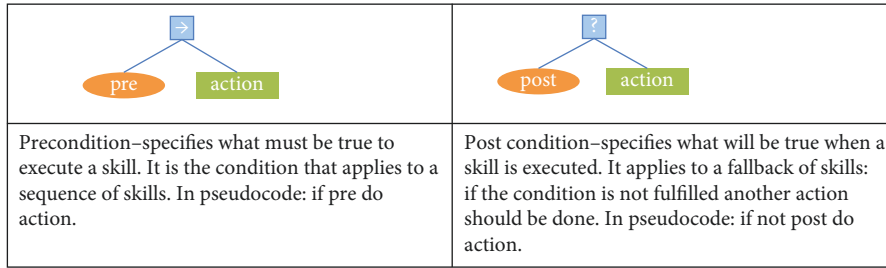 →
pre
action
?
post
action
Precondition–specifies what must be true to
execute a skill. It is the condition that applies to a
sequence of skills. In pseudocode: if pre do
action.
Post condition–specifies what will be true when a
skill is executed. It applies to a fallback of skills:
if the condition is not fulfilled another action
should be done. In pseudocode: if not post do
action.